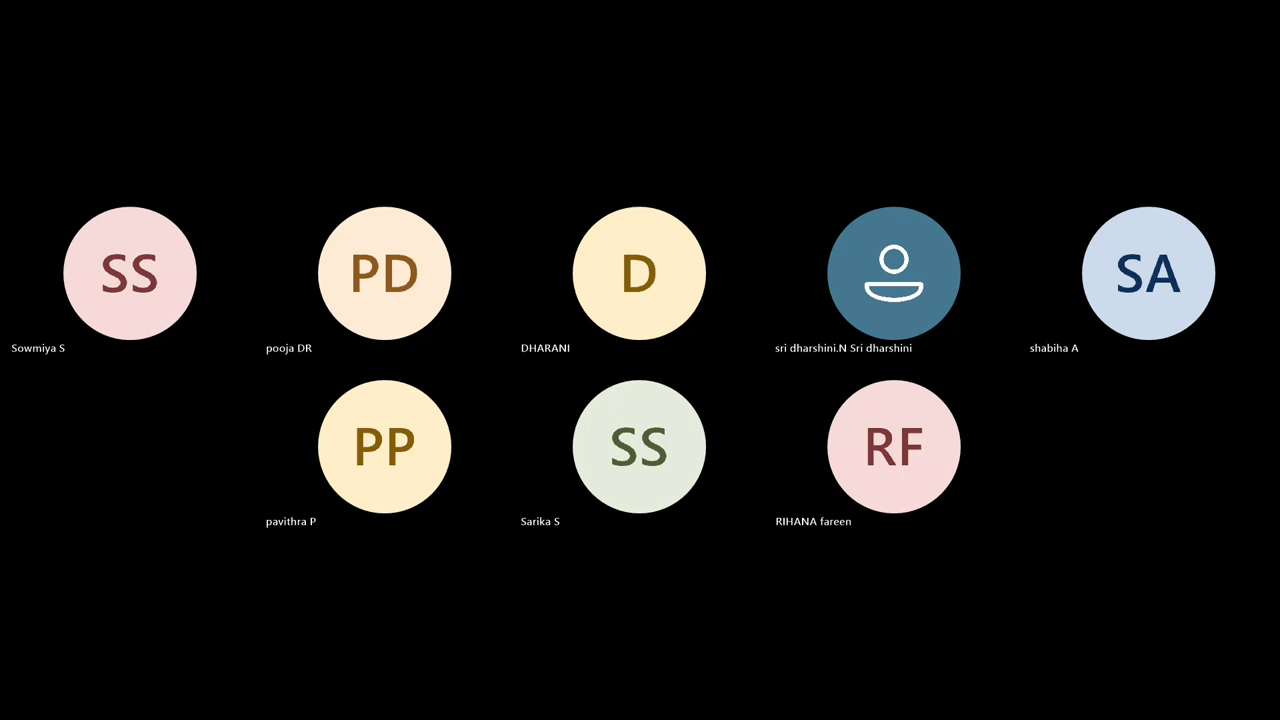 SS
PD
D
SA
Sowmiya S
pooja DR
DHARANI
sri dharshini.N Sri dharshini
shabiha A
PP
SS
RF
pavithra P
Sarika S
RIHANA fareen